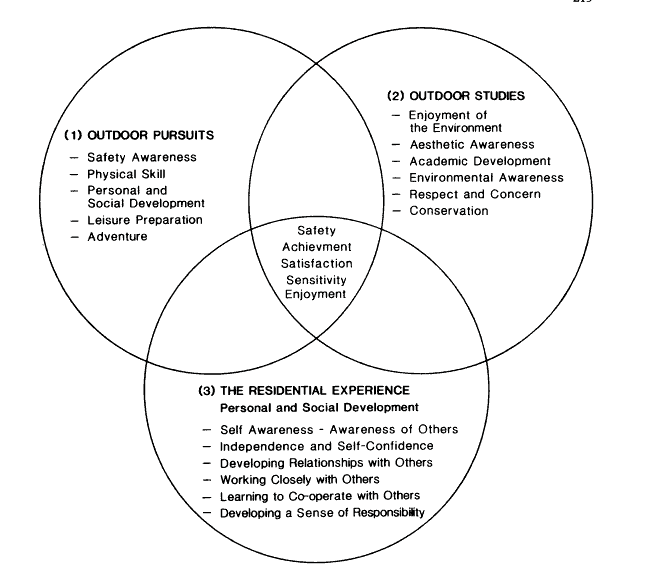 (1) OUTDOOR PURSUITS
– Safety Awareness
– Physical Skill
– Personal and
Social Development
– Leisure Preparation
– Adventure
(2) OUTDOOR STUDIES
– Enjoyment of
the Environment
– Aesthetic Awareness
– Academic Development
– Environmental Awareness
– Respect and Concern
– Conservation
Safety
Achievment
Satisfaction
Sensitivity
Enjoyment
(3) THE RESIDENTIAL EXPERIENCE
Personal and Social Development
– Self Awareness - Awareness of Others
– Independence and Self-Confidence
– Developing Relationships with Others
– Working Closely with Others
– Learning to Co-operate with Others
– Developing a Sense of Responsibility